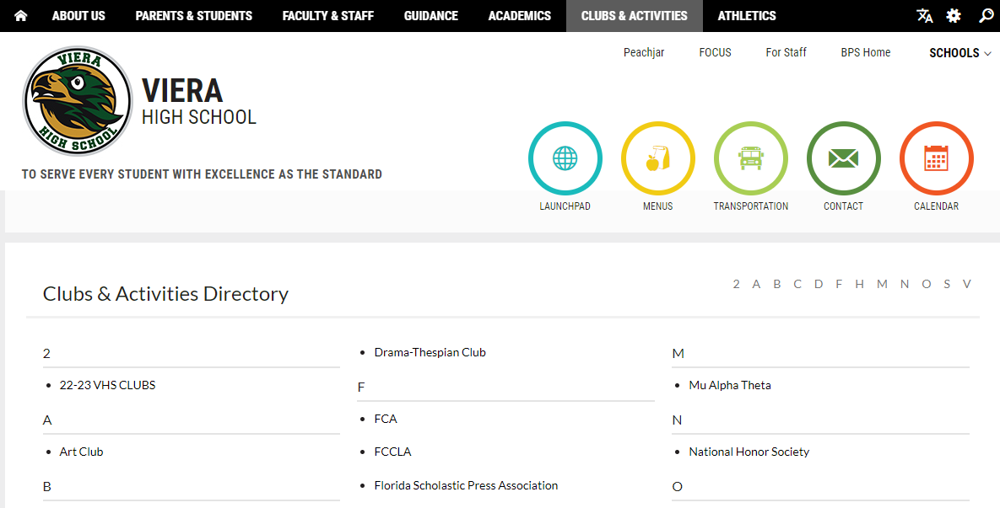 ABOUT US PARENTS & STUDENTS FACULTY & STAFF GUIDANCE ACADEMICS CLUBS & ACTIVITIES ATHLETICS
Peachjar FOCUS For Staff BPS Home SCHOOLS
VIERA
HIGH SCHOOL
VIERA
HIGH SCHOOL
TO SERVE EVERY STUDENT WITH EXCELLENCE AS THE STANDARD
LAUNCHPAD MENUS TRANSPORTATION CONTACT CALENDAR
Clubs & Activities Directory
2 A B C D F H M N O S V
2
22-23 VHS CLUBS
A
Art Club
B
Drama-Thespian Club
F
FCA
FCCLA
Florida Scholastic Press Association
M
Mu Alpha Theta
N
National Honor Society
O